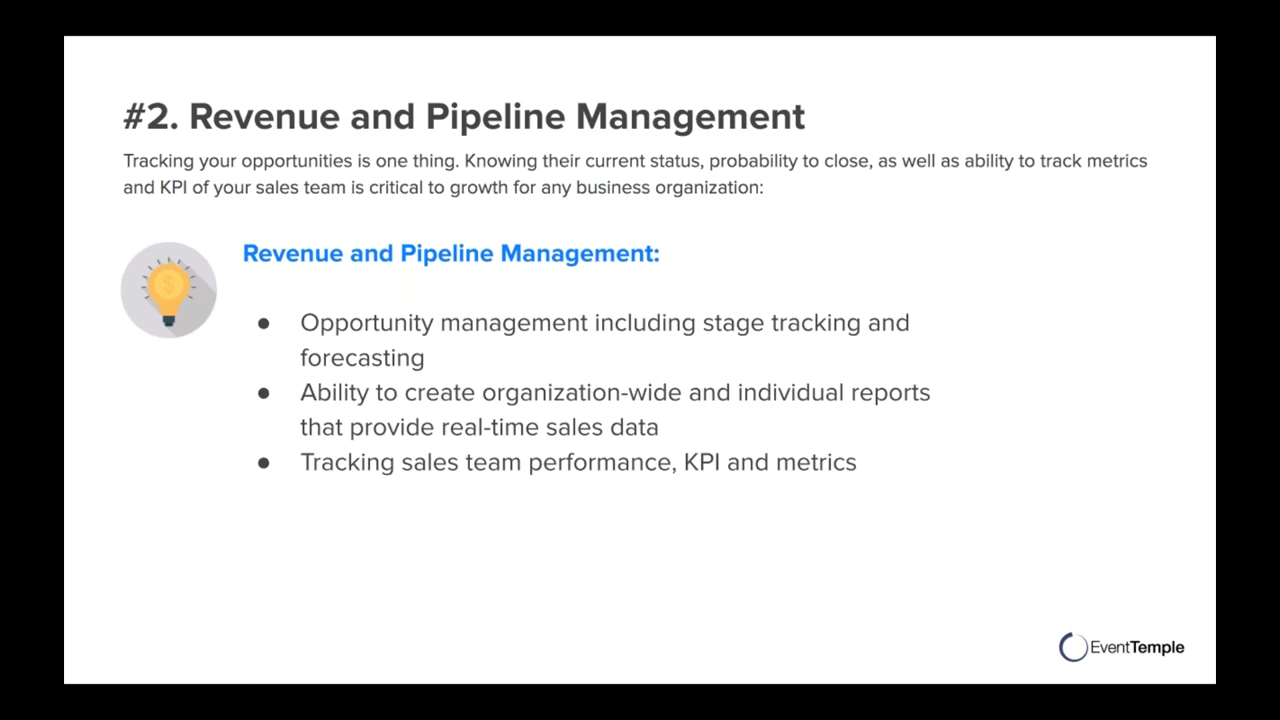 #2. Revenue and Pipeline Management
Tracking your opportunities is one thing. Knowing their current status, probability to close, as well as ability to track metrics
and KPI of your sales team is critical to growth for any business organization:
$
Revenue and Pipeline Management:
● Opportunity management including stage tracking and
forecasting
● Ability to create organization-wide and individual reports
that provide real-time sales data
● Tracking sales team performance, KPI and metrics
EventTemple